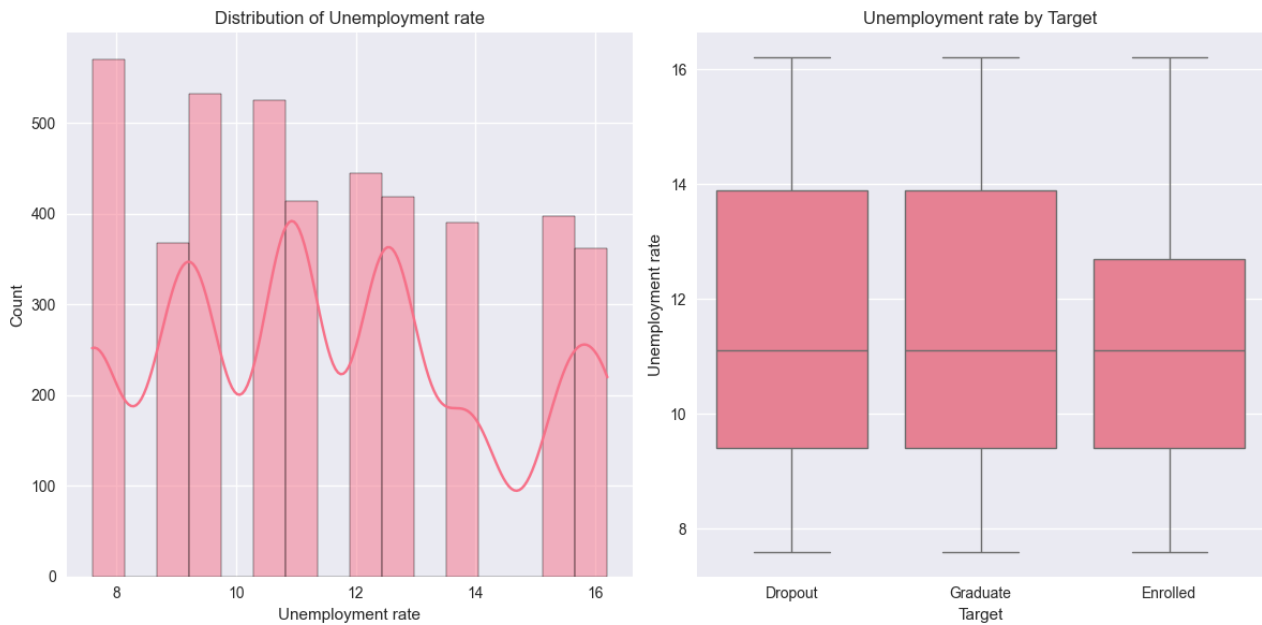 Distribution of Unemployment rate
Count
500
400
300
200
100
0
8 10 12 14 16
Unemployment rate
Unemployment rate by Target
Unemployment rate
16
14
12
10
8
Dropout Graduate Enrolled
Target